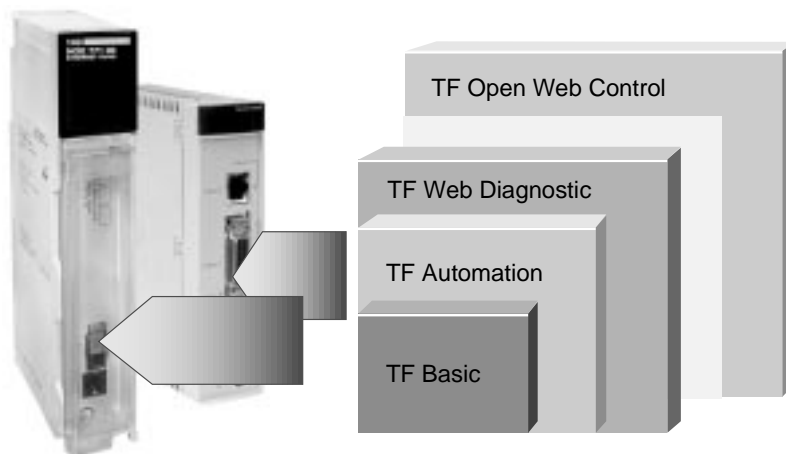 TF Open Web Control
TF Web Diagnostic
TF Automation
TF Basic